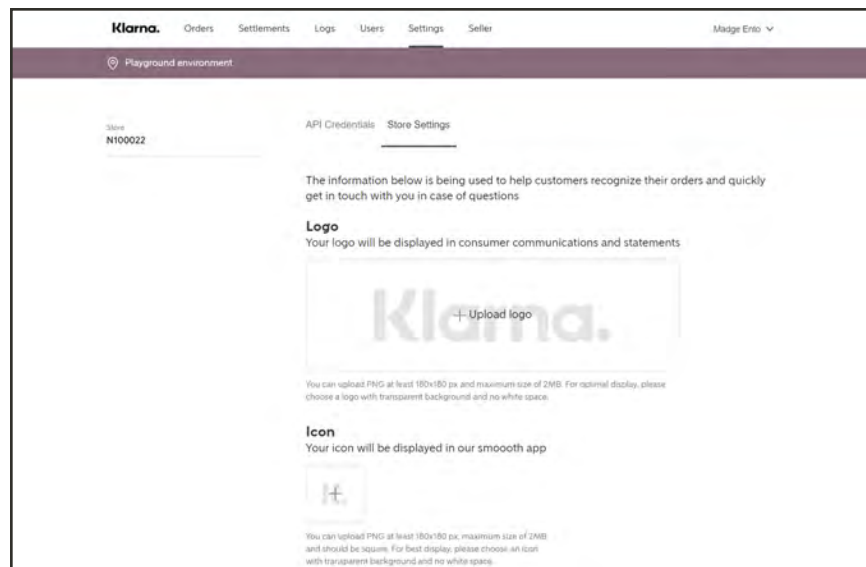 Klarna. Orders Settlements Logs Users Settings Seller Madge Ento
Playground environment
Store
N100022
API Credentials Store Settings
The information below is being used to help customers recognize their orders and quickly
get in touch with you in case of questions
Logo
Your logo will be displayed in consumer communications and statements
Klarna.
Upload logo
You can upload PNG at least 180x180 px and maximum size of 2MB. For optimal display, please
choose a logo with transparent background and no white space.
Icon
Your icon will be displayed in our smoooth app
K.
You can upload PNG at least 180x180 px, maximum size of 2MB
and should be square. For best display, please choose an icon
with transparent background and no white space.